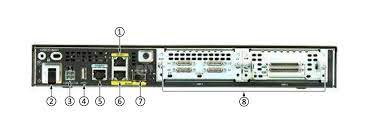 ①
② ③ ④ ⑤ ⑥ ⑦ ⑧